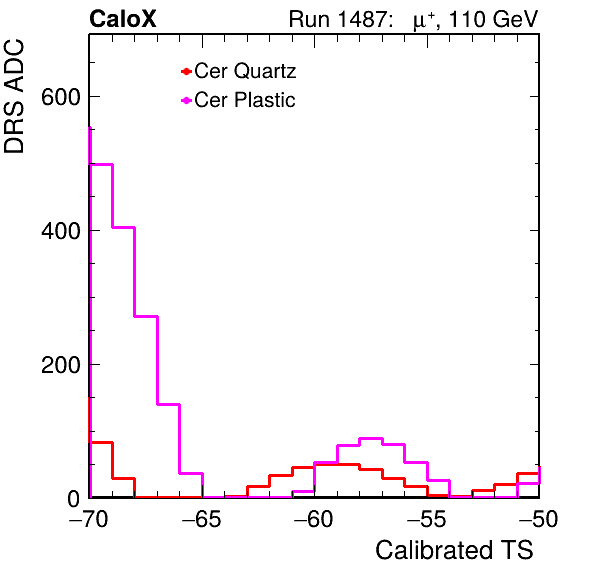 CaloX Run 1487: μ⁺, 110 GeV
DRS ADC
Cer Quartz
Cer Plastic
600
400
200
0
−70 −65 −60 −55 −50
Calibrated TS